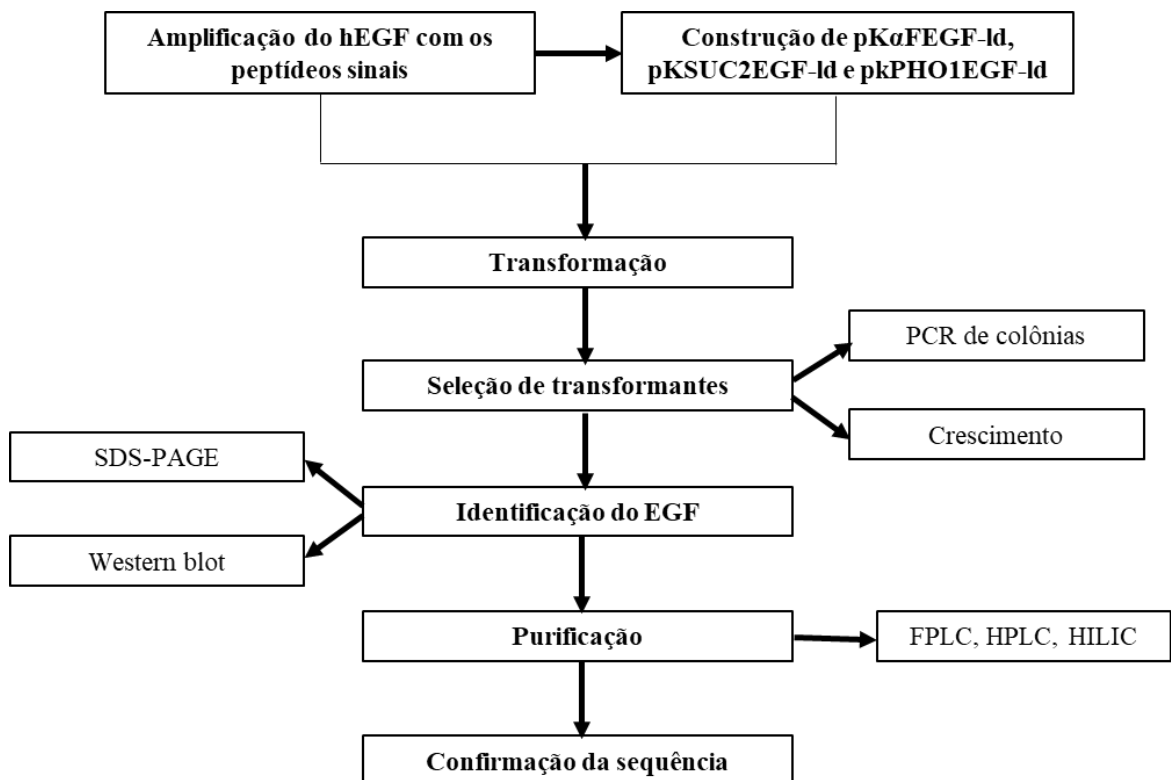 Amplificação do hEGF com os
peptídeos sinais
Construção de pKαFEGF-ld,
pKSUC2EGF-ld e pkPHO1EGF-ld
Transformação
PCR de colônias
Seleção de transformantes
Crescimento
SDS-PAGE
Identificação do EGF
Western blot
Purificação
FPLC, HPLC, HILIC
Confirmação da sequência